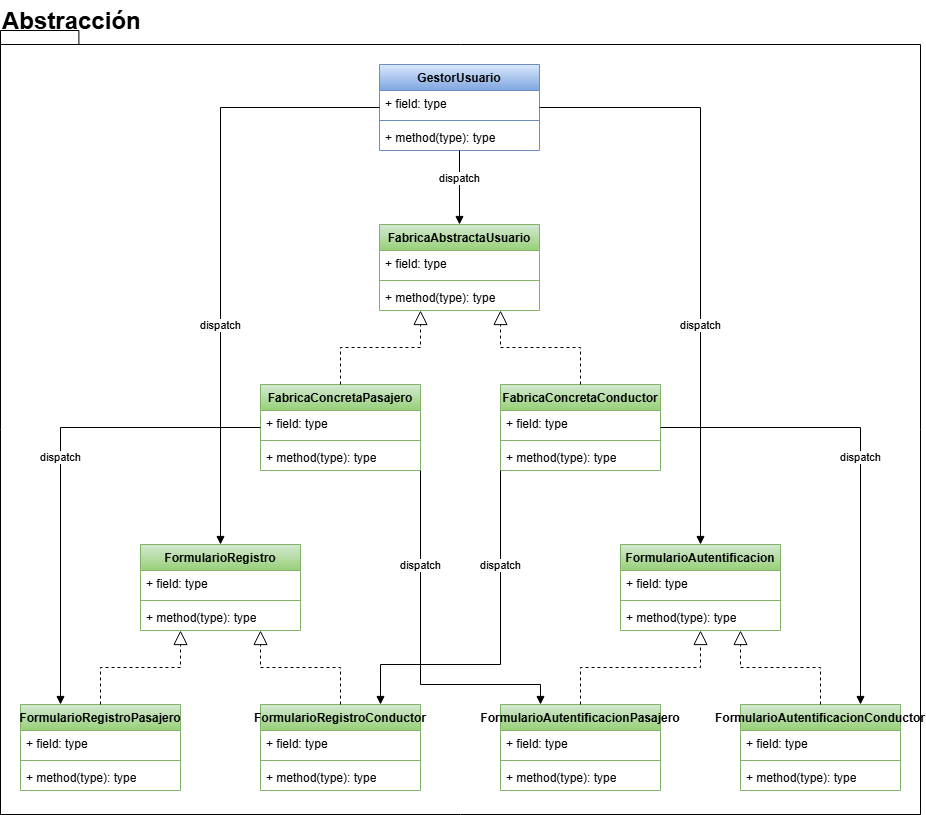 Abstracción
GestorUsuario
+ field: type
+ method(type): type
dispatch
FabricaAbstractaUsuario
+ field: type
+ method(type): type
dispatch
dispatch
FabricaConcretaPasajero
+ field: type
+ method(type): type
FabricaConcretaConductor
+ field: type
+ method(type): type
dispatch
dispatch
FormularioRegistro
+ field: type
+ method(type): type
dispatch
dispatch
FormularioAutentificacion
+ field: type
+ method(type): type
FormularioRegistroPasajero
+ field: type
+ method(type): type
FormularioRegistroConductor
+ field: type
+ method(type): type
FormularioAutentificacionPasajero
+ field: type
+ method(type): type
FormularioAutentificacionConductor
+ field: type
+ method(type): type